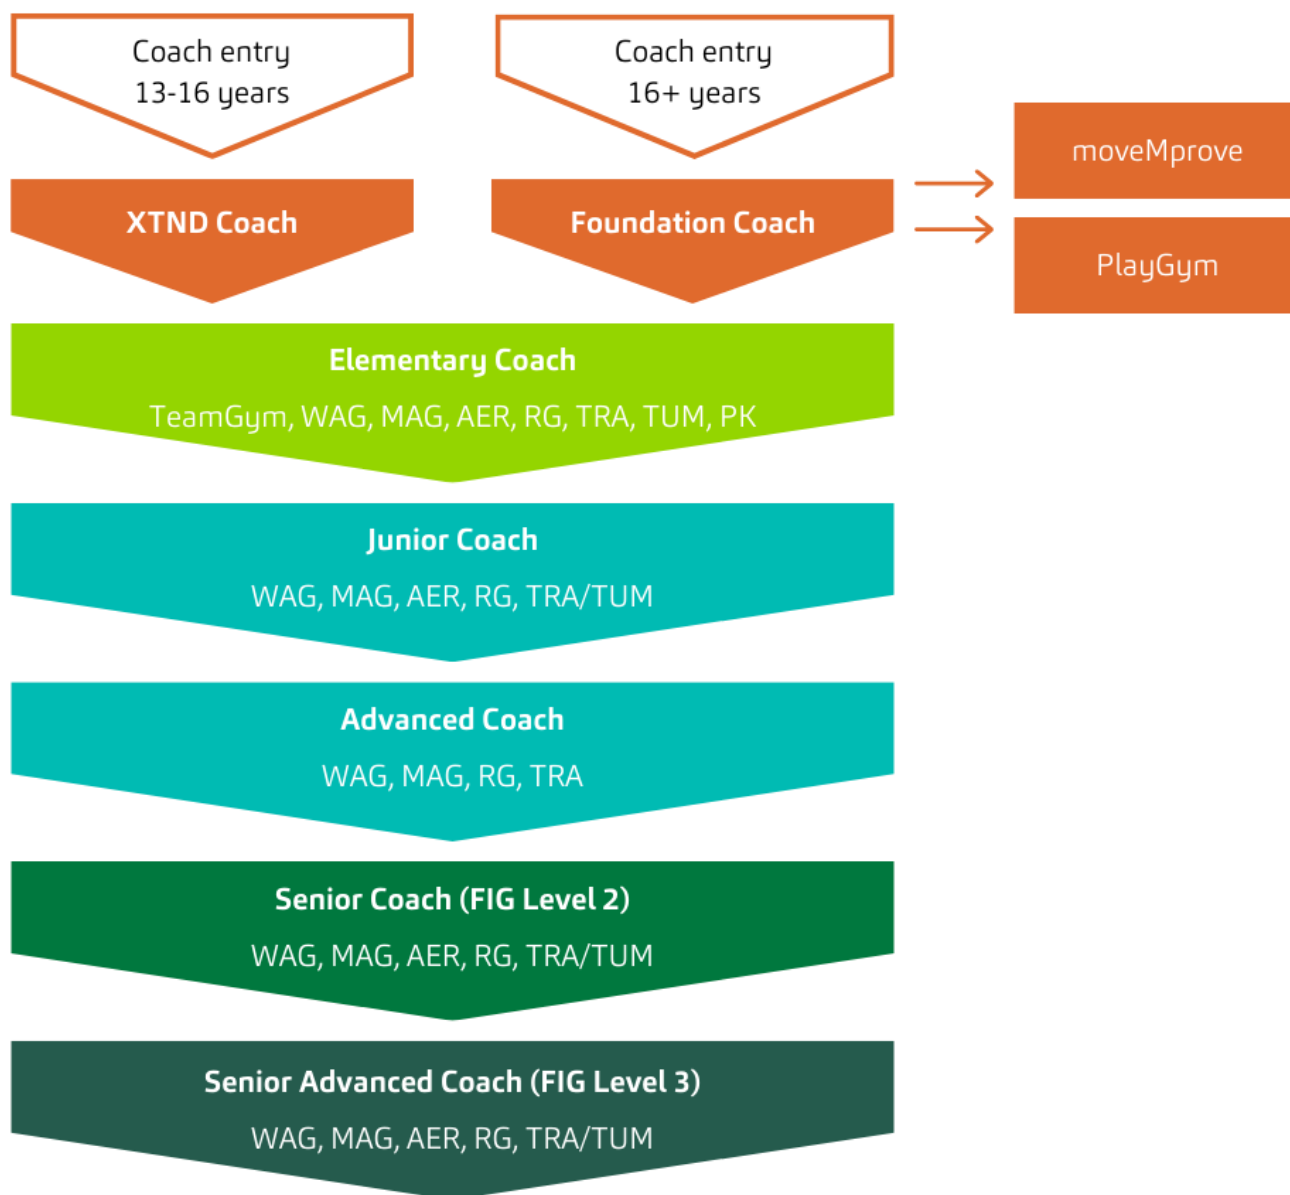 Coach entry
13-16 years
Coach entry
16+ years
moveMprove
XTND Coach
Foundation Coach
PlayGym
Elementary Coach
TeamGym, WAG, MAG, AER, RG, TRA, TUM, PK
Junior Coach
WAG, MAG, AER, RG, TRA/TUM
Advanced Coach
WAG, MAG, RG, TRA
Senior Coach (FIG Level 2)
WAG, MAG, AER, RG, TRA/TUM
Senior Advanced Coach (FIG Level 3)
WAG, MAG, AER, RG, TRA/TUM